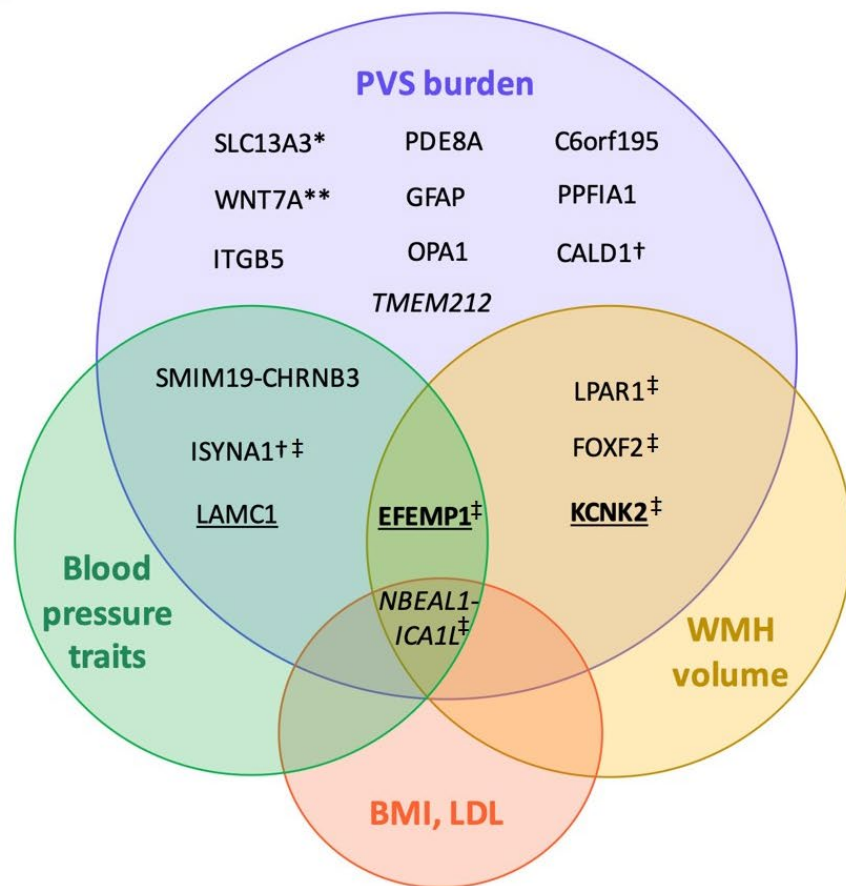 PVS burden
SLC13A3* PDE8A C6orf195
WNT7A** GFAP PPFIA1
ITGB5 OPA1 CALD1†
TMEM212
SMIM19-CHRNB3
LPAR1‡
ISYNA1†‡
FOXF2‡
LAMC1
EFEMP1‡
KCNK2‡
Blood
pressure
traits
NBEAL1-
ICA1L‡
WMH
volume
BMI, LDL